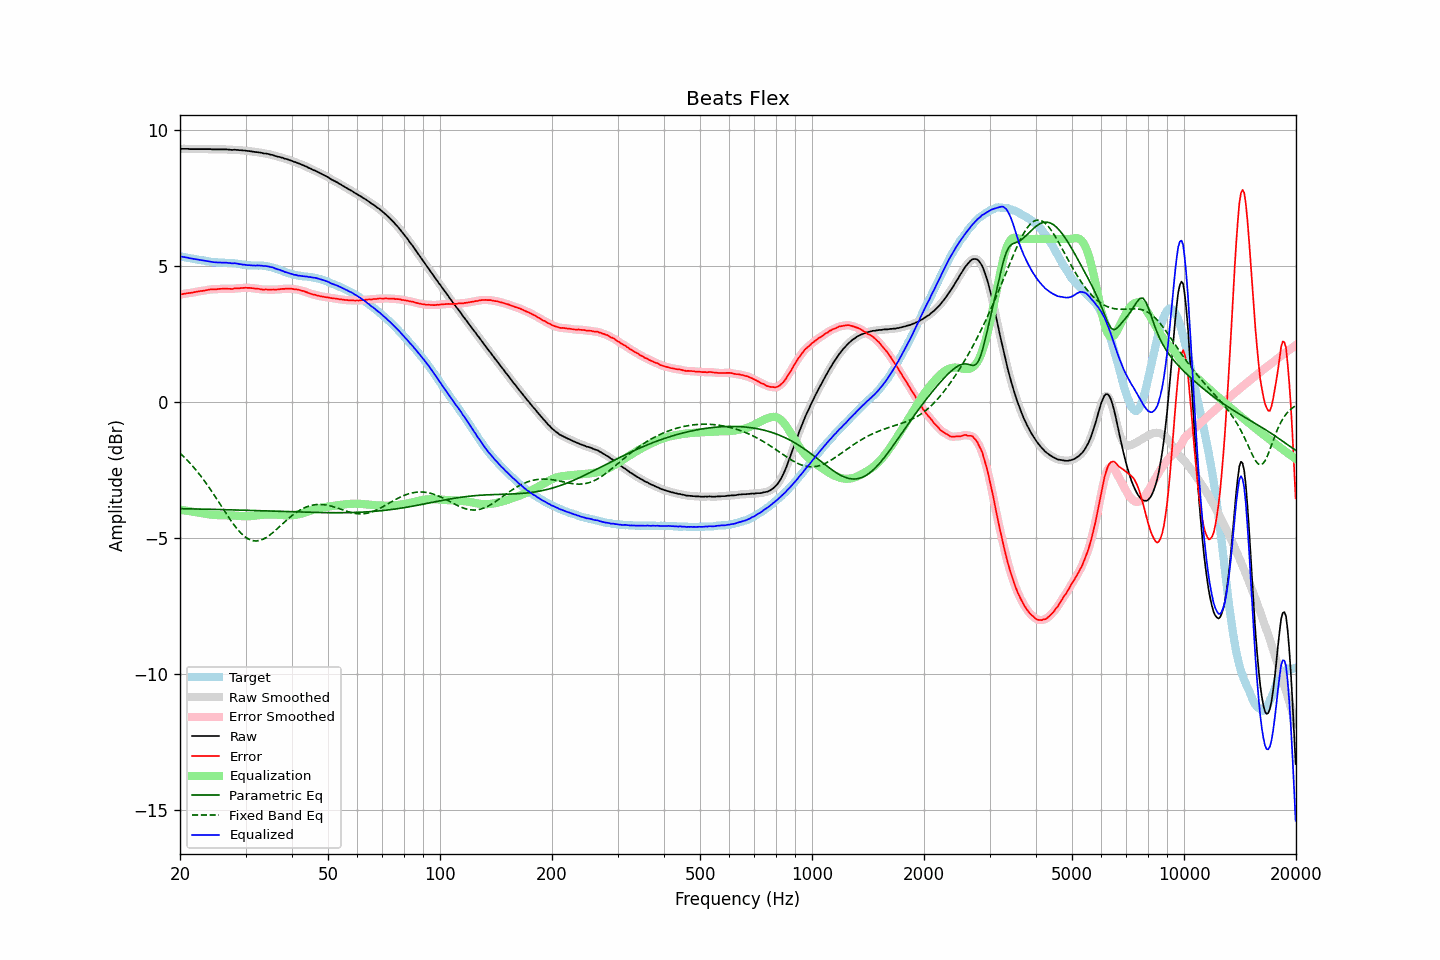 Beats Flex
Amplitude (dBr)
10
5
0
−5
−10
−15
Target
Raw Smoothed
Error Smoothed
Raw
Error
Equalization
Parametric Eq
Fixed Band Eq
Equalized
20 50 100 200 500 1000 2000 5000 10000 20000
Frequency (Hz)